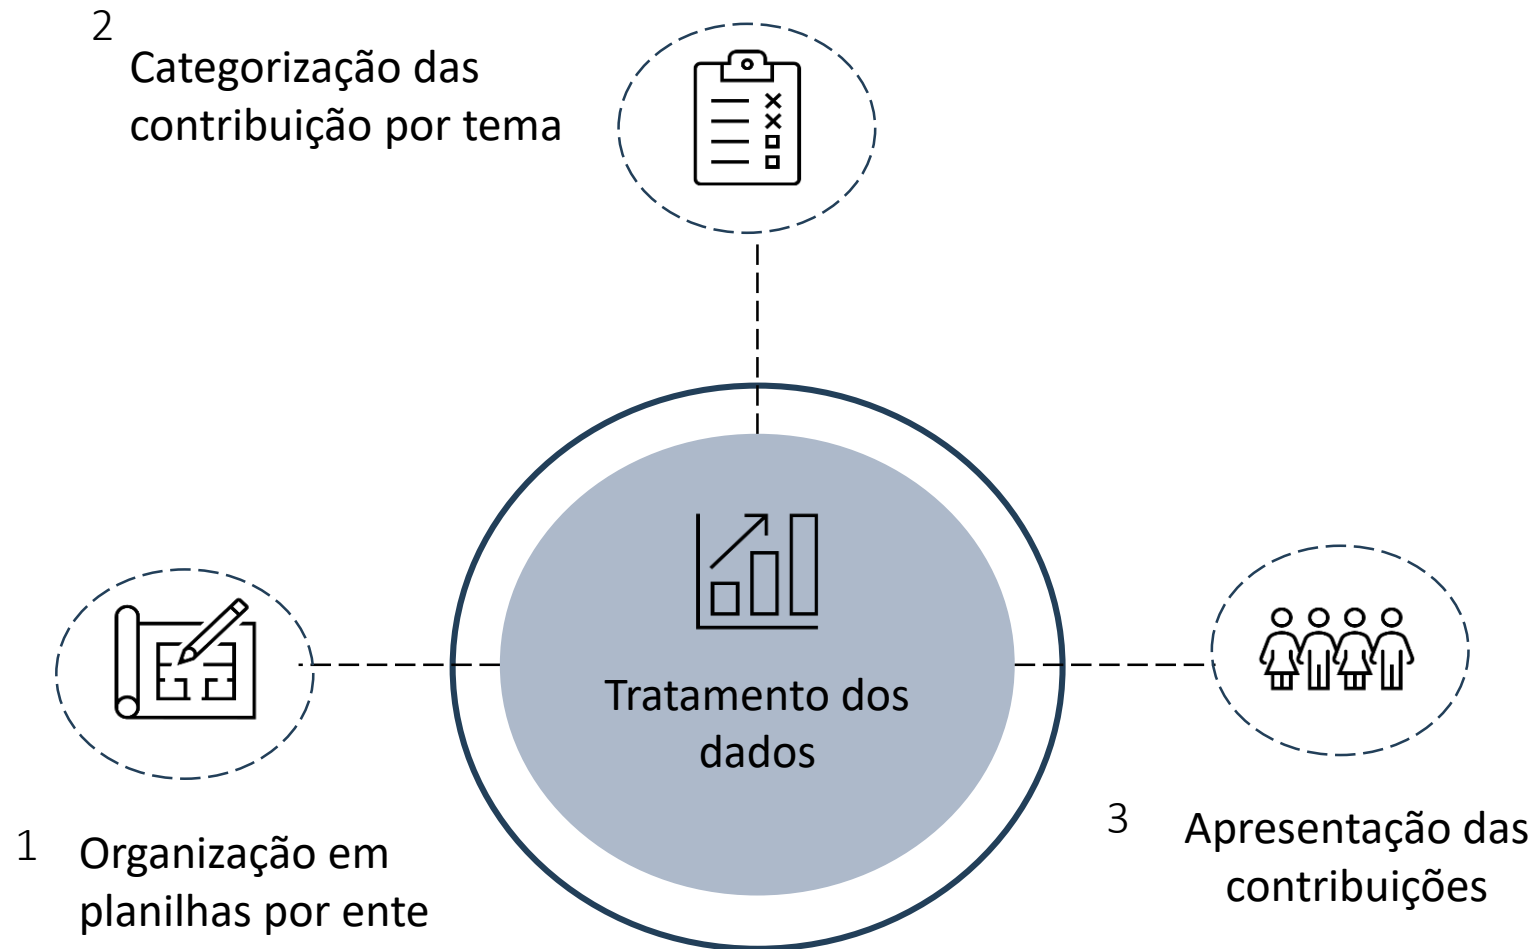 2
Categorização das
contribuição por tema
Tratamento dos
dados
1
Organização em
planilhas por ente
3
Apresentação das
contribuições